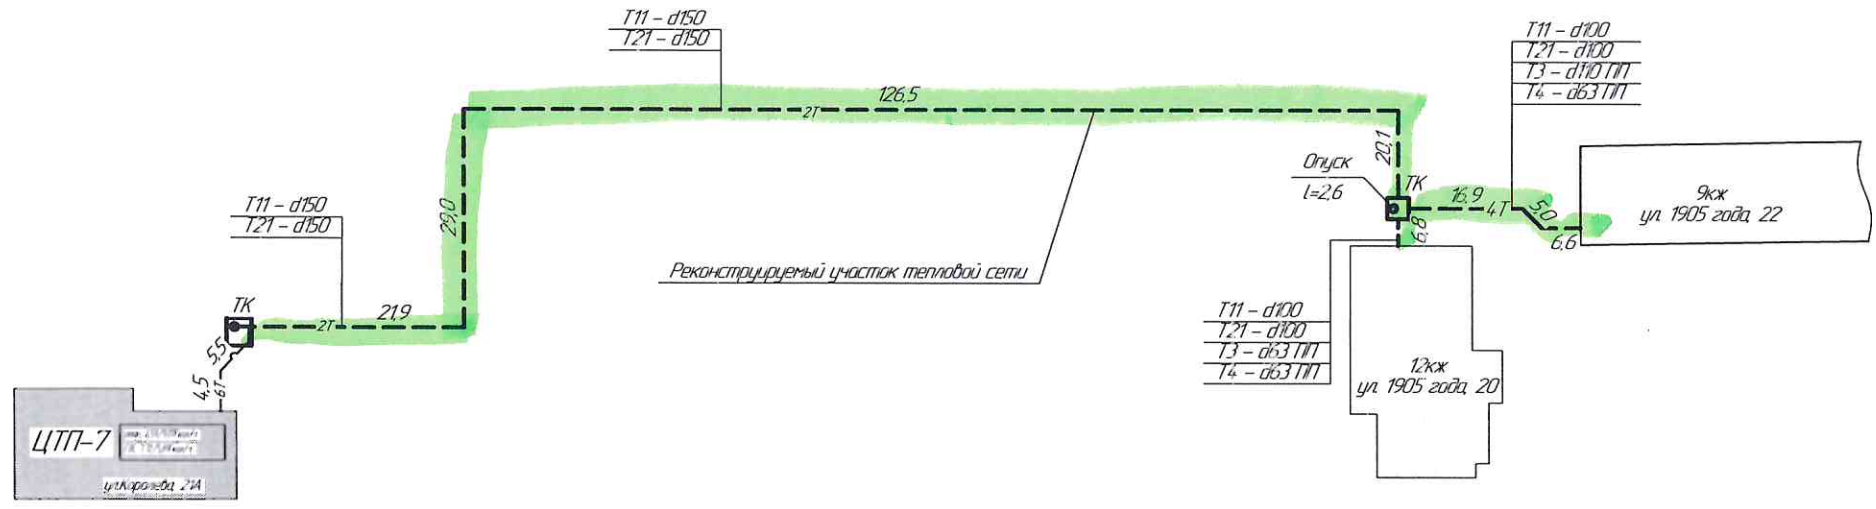 Т11 – d150
Т21 – d150
Т11 – d100
Т21 – d100
Т3 – d110 ПП
Т4 – d63 ПП
126,5
2Т
20,1
Опуск
l=2,6
ТК
16,9
4Т
5,0
6,6
9кж
ул. 1905 года, 22
6,8
Т11 – d150
Т21 – d150
29,0
Реконструируемый участок тепловой сети
ТК
2Т
21,9
5,5
4,5
6Т
Т11 – d100
Т21 – d100
Т3 – d63 ПП
Т4 – d63 ПП
12кж
ул. 1905 года, 20
ЦТП-7
ул.Королева, 21А